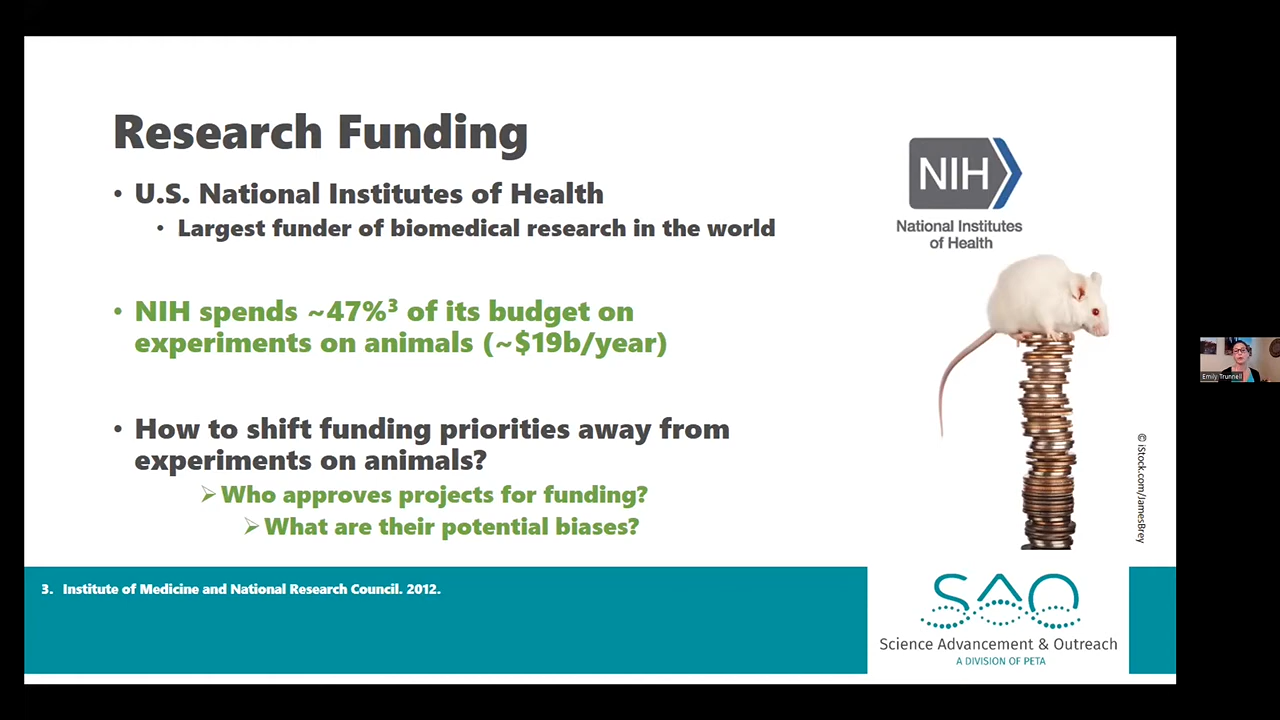 Research Funding
• U.S. National Institutes of Health
• Largest funder of biomedical research in the world
• NIH spends ~47%³ of its budget on
experiments on animals (~$19b/year)
• How to shift funding priorities away from
experiments on animals?
➢ Who approves projects for funding?
➢ What are their potential biases?
NIH
National Institutes
of Health
© iStock.com/JamesBrey
Emily Trunnell
3. Institute of Medicine and National Research Council. 2012.
SAO
Science Advancement & Outreach
A DIVISION OF PETA